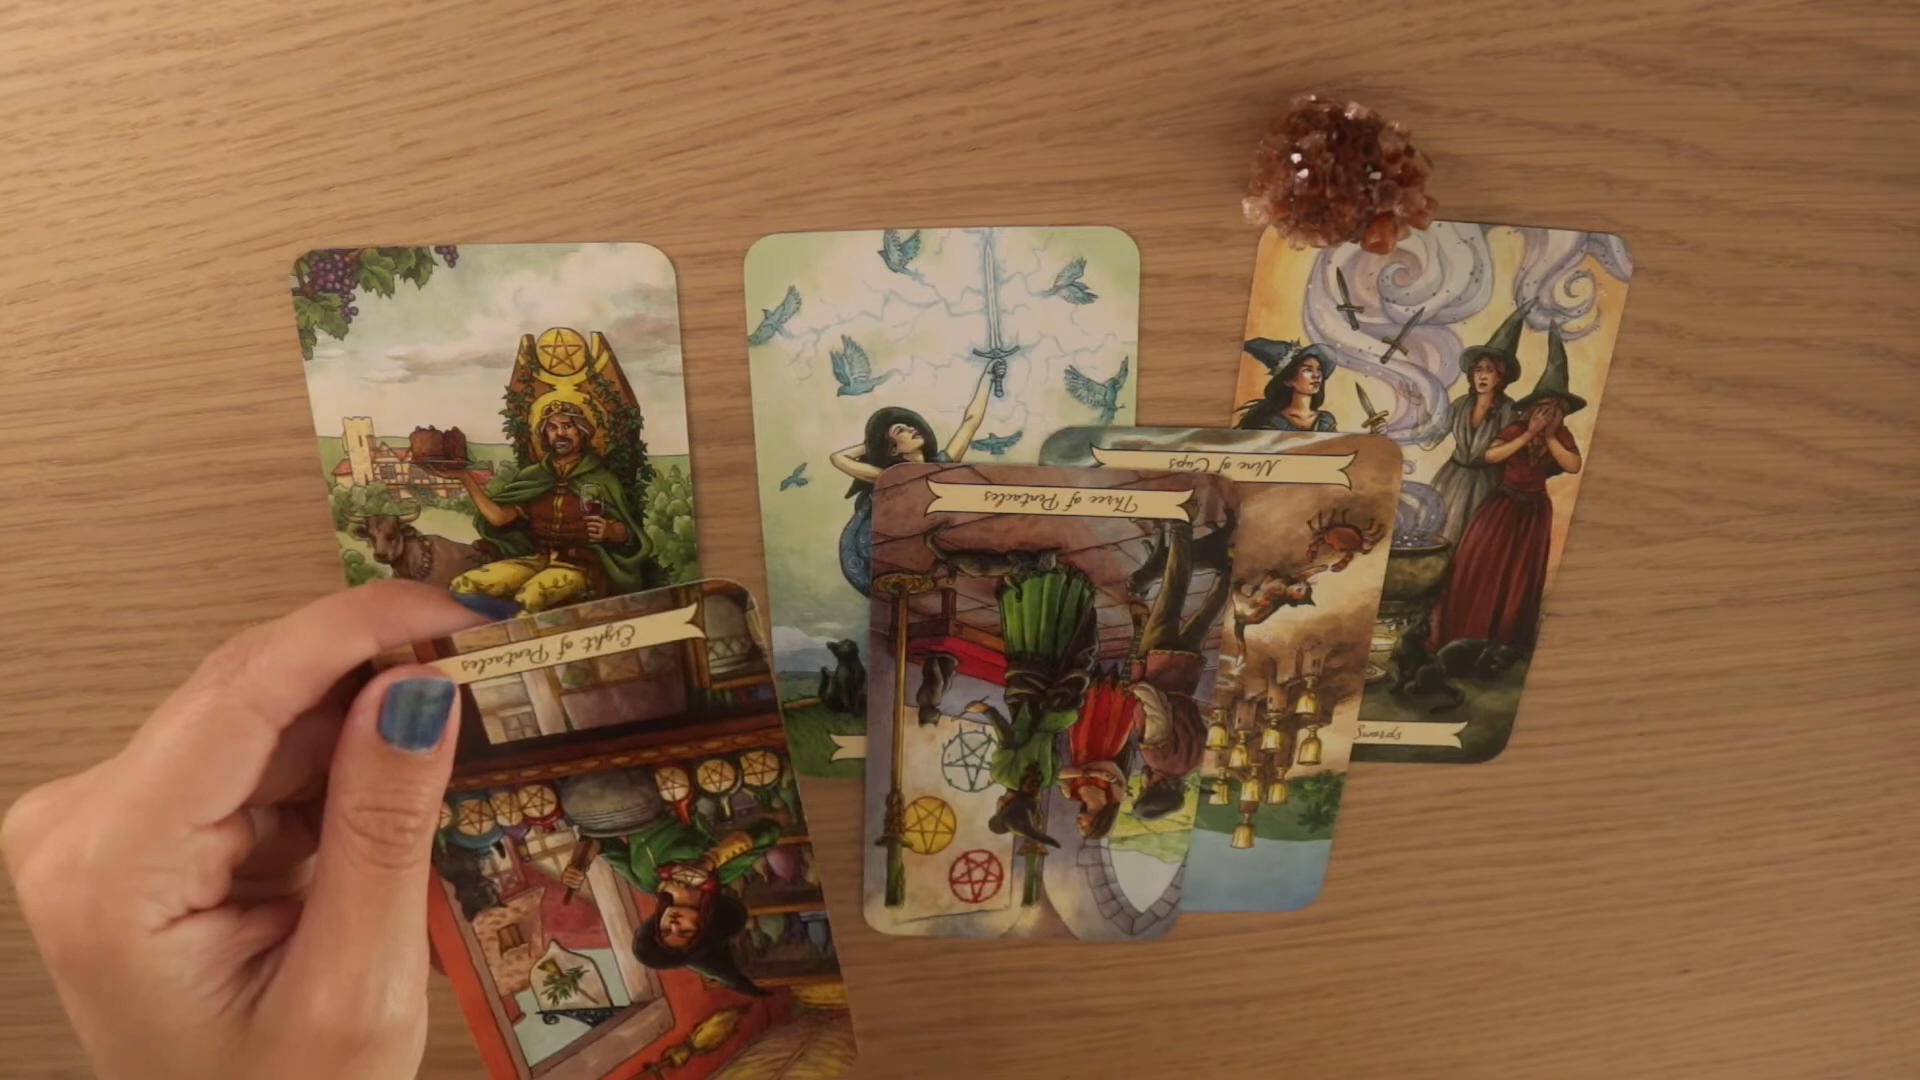 Nine of Cups
Three of Pentacles
Eight of Pentacles
Swords